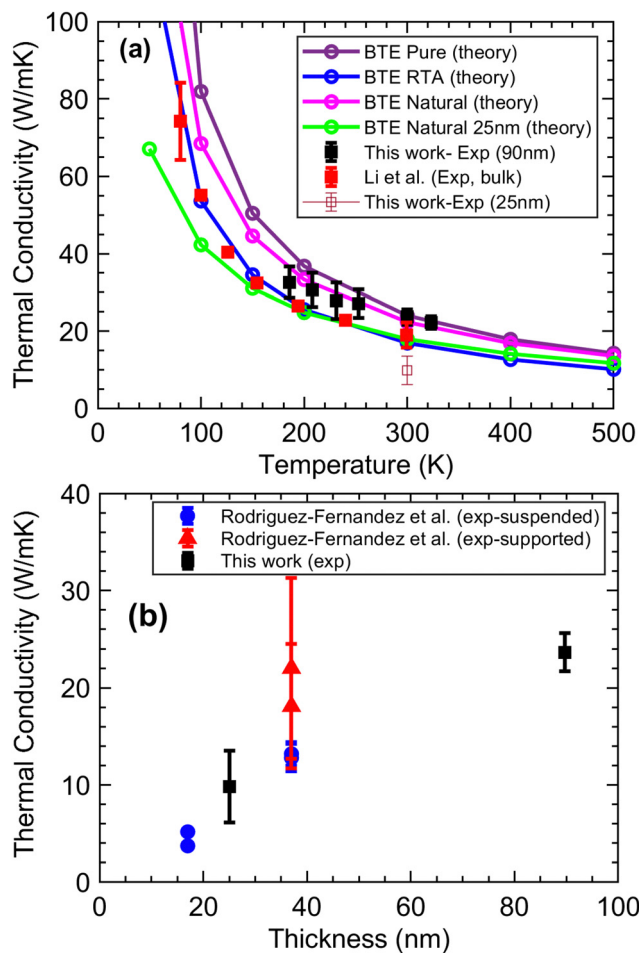 100
80
60
40
20
0
Thermal Conductivity (W/mK)
(a)
BTE Pure (theory)
BTE RTA (theory)
BTE Natural (theory)
BTE Natural 25nm (theory)
This work- Exp (90nm)
Li et al. (Exp, bulk)
This work-Exp (25nm)
0 100 200 300 400 500
Temperature (K)
40
30
20
10
0
Thermal Conductivity (W/mK)
Rodriguez-Fernandez et al. (exp-suspended)
Rodriguez-Fernandez et al. (exp-supported)
This work (exp)
(b)
0 20 40 60 80 100
Thickness (nm)